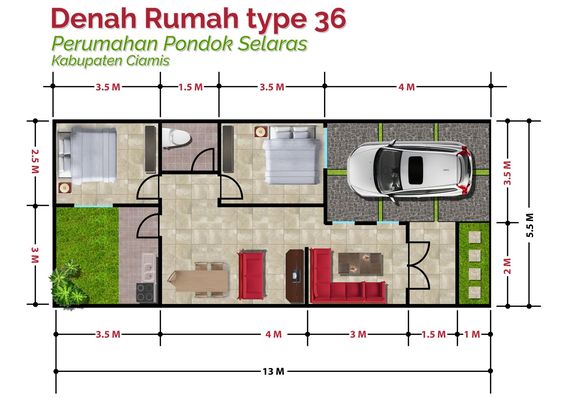 Denah Rumah type 36
Perumahan Pondok Selaras
Kabupaten Ciamis
3.5 M 1.5 M 3.5 M 4 M
2.5 M
3 M
3.5 M
2 M
5.5 M
3.5 M 4 M 3 M 1.5 M 1 M
13 M